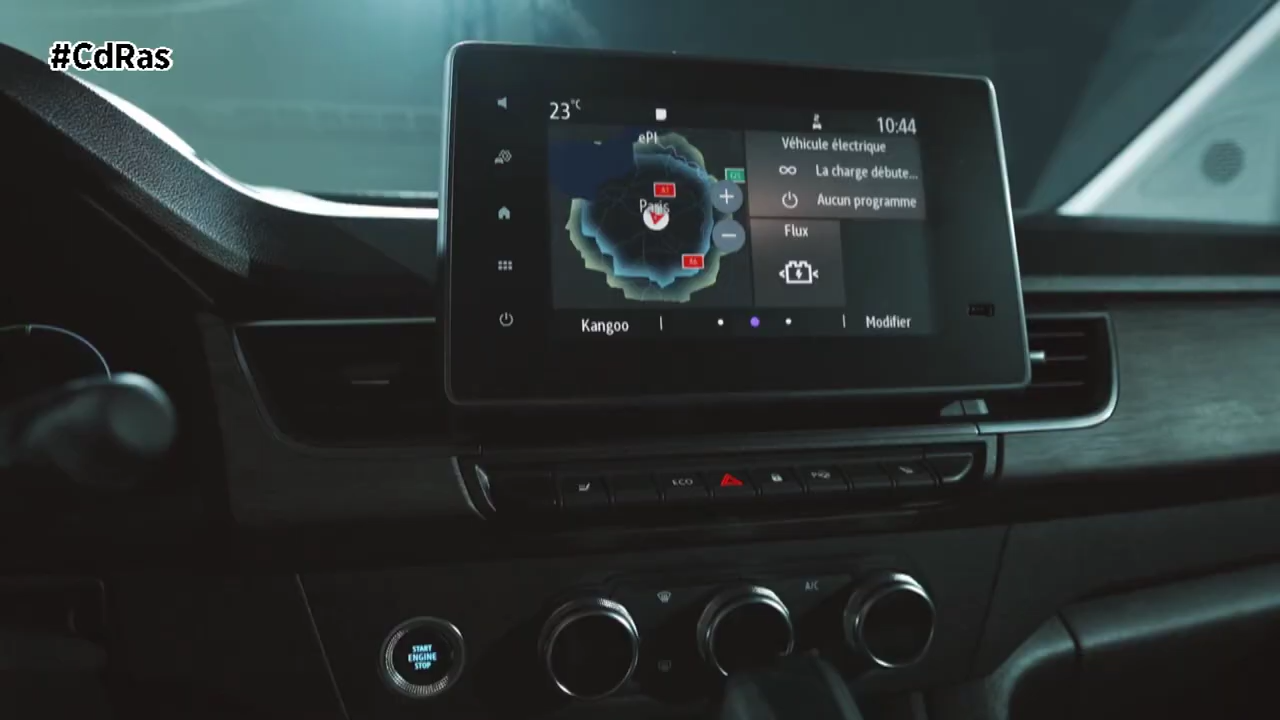 #CdRas
23°C
10:44
ePl
A1
Paris
A6
Véhicule électrique
La charge débute...
Aucun programme
Flux
Kangoo
Modifier
ECO
A/C
START
ENGINE
STOP